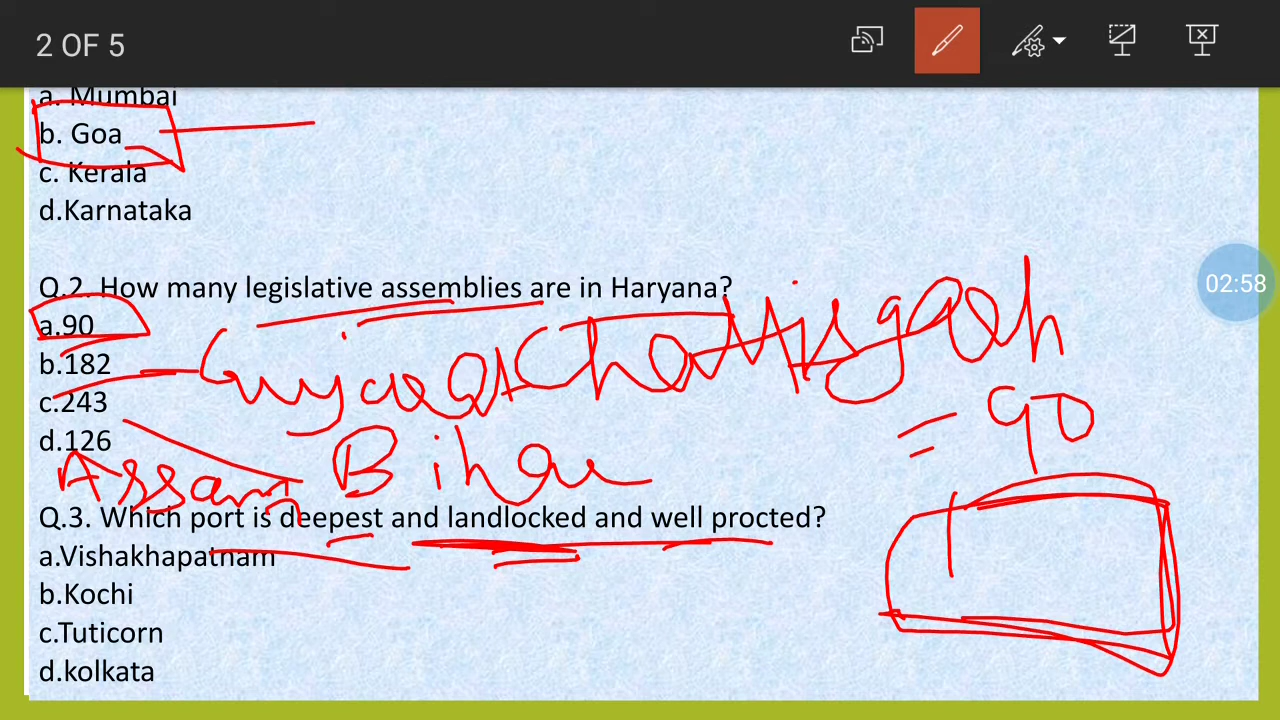 2 OF 5
a. Mumbai
b. Goa
c. Kerala
d.Karnataka
Q.2. How many legislative assemblies are in Haryana?
02:58
a.90
b.182
Gujarat Chattisgarh
c.243
= 90
d.126
Assam Bihar
Q.3. Which port is deepest and landlocked and well procted?
a.Vishakhapatnam
b.Kochi
c.Tuticorn
d.kolkata